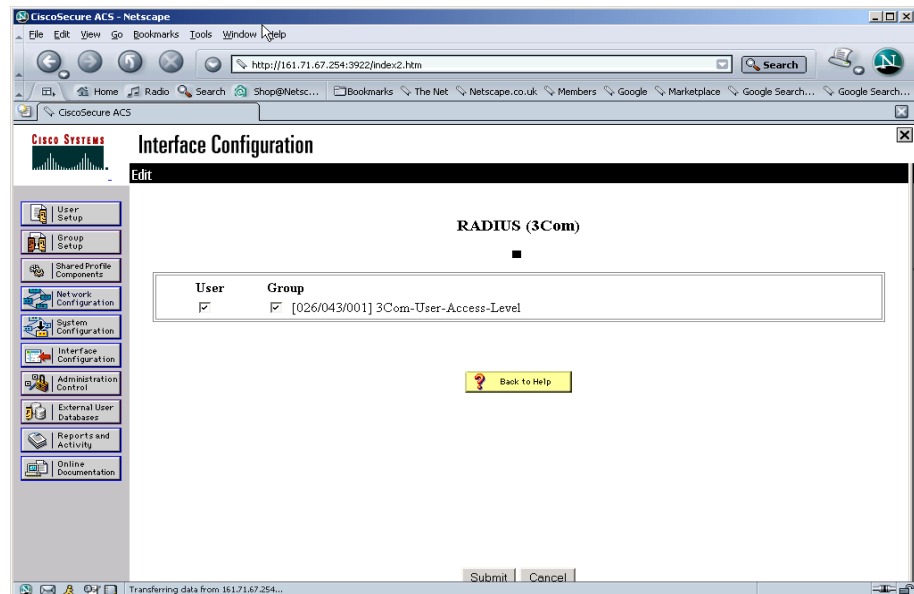 CiscoSecure ACS - Netscape
File Edit View Go Bookmarks Tools Window Help
http://161.71.67.254:3922/index2.htm
Search
N
Home Radio Search Shop@Netsc... Bookmarks The Net Netscape.co.uk Members Google Marketplace Google Search... Google Search...
CiscoSecure ACS
CISCO SYSTEMS
Interface Configuration
Edit
User Setup
Group Setup
Shared Profile Components
Network Configuration
System Configuration
Interface Configuration
Administration Control
External User Databases
Reports and Activity
Online Documentation
RADIUS (3Com)
User Group
[026/043/001] 3Com-User-Access-Level
? Back to Help
Submit Cancel
Transferring data from 161.71.67.254...